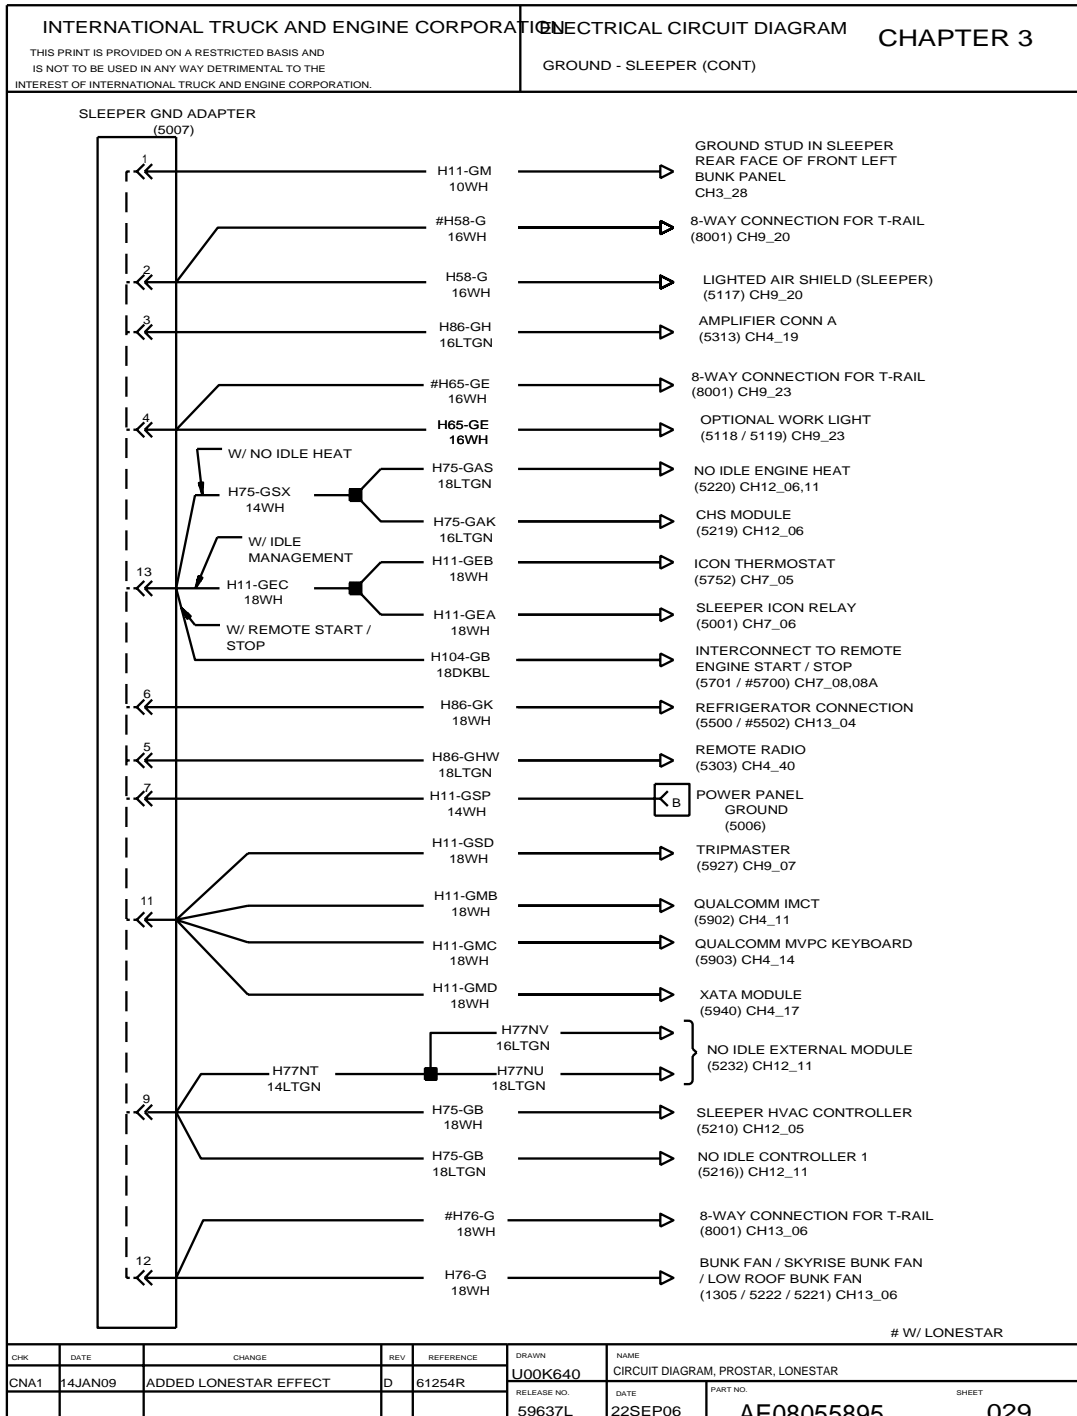 INTERNATIONAL TRUCK AND ENGINE CORPORATION
THIS PRINT IS PROVIDED ON A RESTRICTED BASIS AND
IS NOT TO BE USED IN ANY WAY DETRIMENTAL TO THE
INTEREST OF INTERNATIONAL TRUCK AND ENGINE CORPORATION.
ELECTRICAL CIRCUIT DIAGRAM
GROUND - SLEEPER (CONT)
CHAPTER 3
SLEEPER GND ADAPTER
(5007)
1
H11-GM
10WH
GROUND STUD IN SLEEPER
REAR FACE OF FRONT LEFT
BUNK PANEL
CH3_28
#H58-G
16WH
8-WAY CONNECTION FOR T-RAIL
(8001) CH9_20
2
H58-G
16WH
LIGHTED AIR SHIELD (SLEEPER)
(5117) CH9_20
3
H86-GH
16LTGN
AMPLIFIER CONN A
(5313) CH4_19
#H65-GE
16WH
8-WAY CONNECTION FOR T-RAIL
(8001) CH9_23
4
H65-GE
16WH
OPTIONAL WORK LIGHT
(5118 / 5119) CH9_23
W/ NO IDLE HEAT
H75-GSX
14WH
H75-GAS
18LTGN
NO IDLE ENGINE HEAT
(5220) CH12_06,11
H75-GAK
16LTGN
CHS MODULE
(5219) CH12_06
W/ IDLE
MANAGEMENT
13
H11-GEC
18WH
H11-GEB
18WH
ICON THERMOSTAT
(5752) CH7_05
H11-GEA
18WH
SLEEPER ICON RELAY
(5001) CH7_06
W/ REMOTE START /
STOP
H104-GB
18DKBL
INTERCONNECT TO REMOTE
ENGINE START / STOP
(5701 / #5700) CH7_08,08A
6
H86-GK
18WH
REFRIGERATOR CONNECTION
(5500 / #5502) CH13_04
5
H86-GHW
18LTGN
REMOTE RADIO
(5303) CH4_40
7
H11-GSP
14WH
B
POWER PANEL
GROUND
(5006)
H11-GSD
18WH
TRIPMASTER
(5927) CH9_07
11
H11-GMB
18WH
QUALCOMM IMCT
(5902) CH4_11
H11-GMC
18WH
QUALCOMM MVPC KEYBOARD
(5903) CH4_14
H11-GMD
18WH
XATA MODULE
(5940) CH4_17
H77NV
16LTGN
H77NT
14LTGN
H77NU
18LTGN
NO IDLE EXTERNAL MODULE
(5232) CH12_11
9
H75-GB
18WH
SLEEPER HVAC CONTROLLER
(5210) CH12_05
H75-GB
18LTGN
NO IDLE CONTROLLER 1
(5216)) CH12_11
#H76-G
18WH
8-WAY CONNECTION FOR T-RAIL
(8001) CH13_06
12
H76-G
18WH
BUNK FAN / SKYRISE BUNK FAN
/ LOW ROOF BUNK FAN
(1305 / 5222 / 5221) CH13_06
# W/ LONESTAR
CHK DATE CHANGE REV REFERENCE
CNA1 14JAN09 ADDED LONESTAR EFFECT D 61254R
DRAWN
U00K640
NAME
CIRCUIT DIAGRAM, PROSTAR, LONESTAR
RELEASE NO.
59637L
DATE
22SEP06
PART NO.
AE08055895
SHEET
029